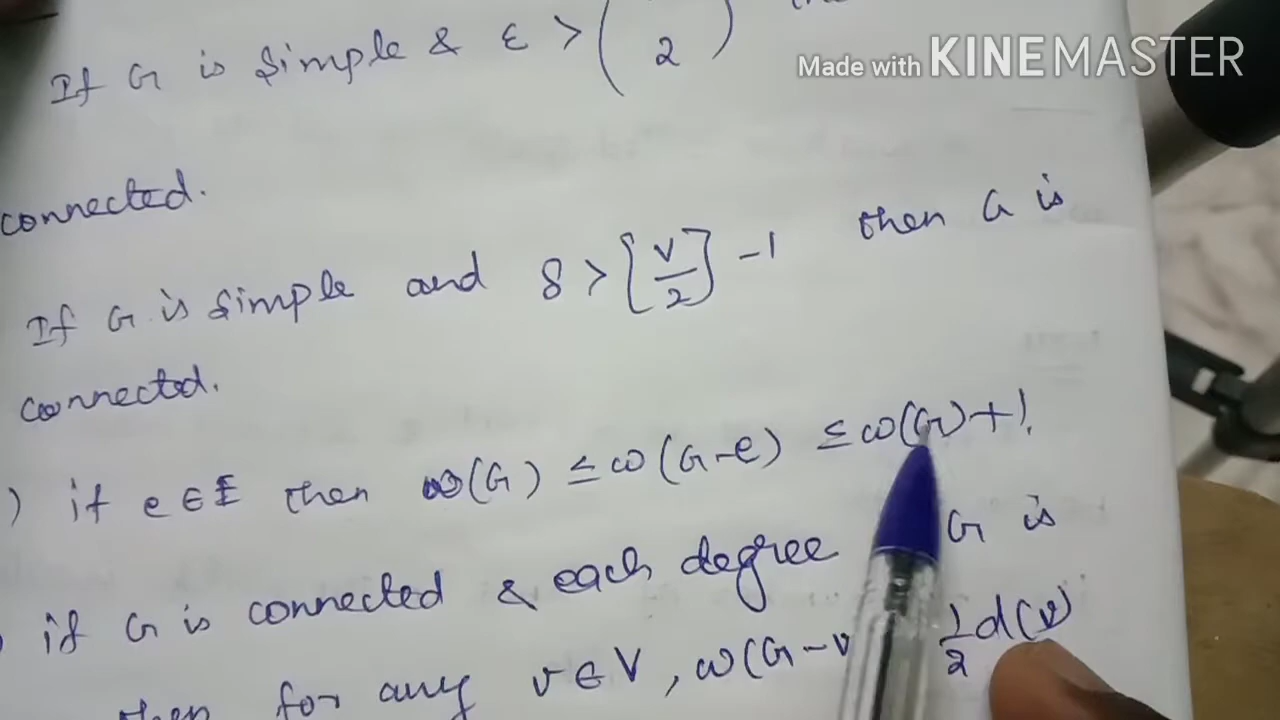 If G is simple & ε > ( 2 )
Made with KINEMASTER
connected.
If G is simple and δ > [v/2] -1 then G is
connected.
) if e ∈ E then ω(G) ≤ ω(G-e) ≤ ω(G)+1.
if G is connected & each degree G is
then for any v ∈ V, ω(G-v 1/2 d(v)